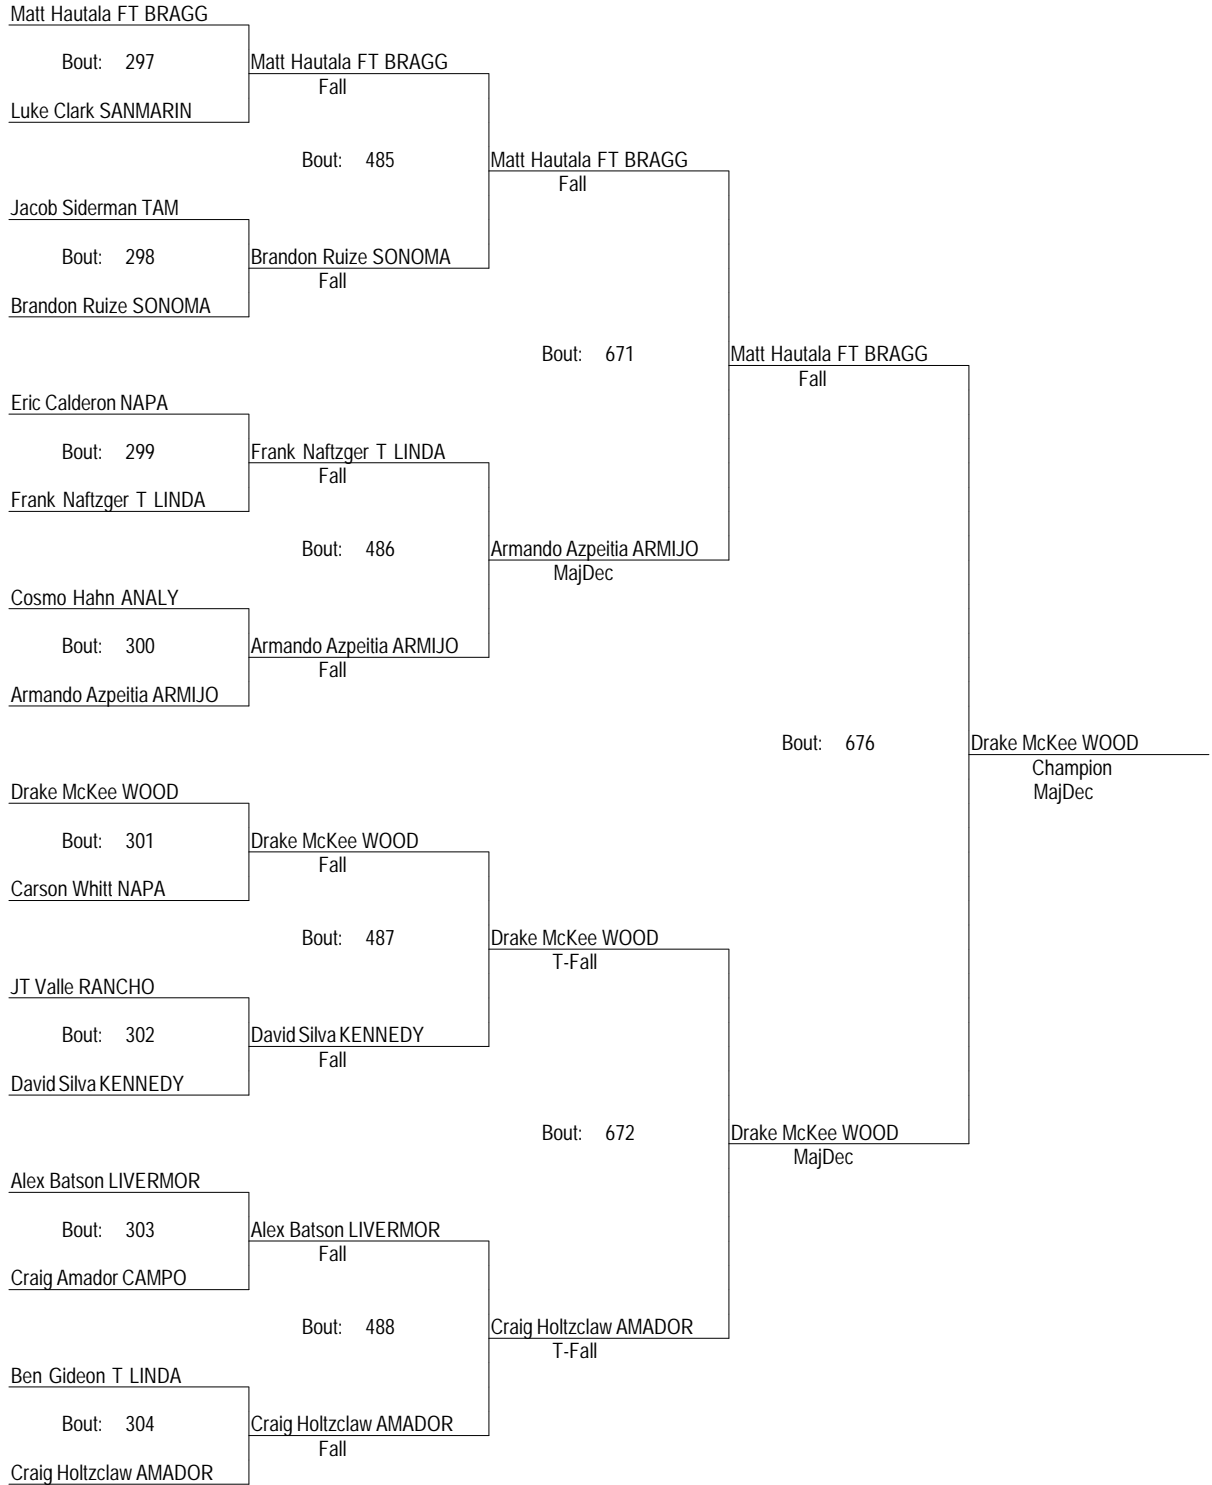 Matt Hautala FT BRAGG
Bout: 297 Matt Hautala FT BRAGG
Fall
Luke Clark SANMARIN
Bout: 485 Matt Hautala FT BRAGG
Fall
Jacob Siderman TAM
Bout: 298 Brandon Ruize SONOMA
Fall
Brandon Ruize SONOMA
Bout: 671 Matt Hautala FT BRAGG
Fall
Eric Calderon NAPA
Bout: 299 Frank Naftzger T LINDA
Fall
Frank Naftzger T LINDA
Bout: 486 Armando Azpeitia ARMIJO
MajDec
Cosmo Hahn ANALY
Bout: 300 Armando Azpeitia ARMIJO
Fall
Armando Azpeitia ARMIJO
Bout: 676 Drake McKee WOOD
Champion
MajDec
Drake McKee WOOD
Bout: 301 Drake McKee WOOD
Fall
Carson Whitt NAPA
Bout: 487 Drake McKee WOOD
T-Fall
JT Valle RANCHO
Bout: 302 David Silva KENNEDY
Fall
David Silva KENNEDY
Bout: 672 Drake McKee WOOD
MajDec
Alex Batson LIVERMOR
Bout: 303 Alex Batson LIVERMOR
Fall
Craig Amador CAMPO
Bout: 488 Craig Holtzclaw AMADOR
T-Fall
Ben Gideon T LINDA
Bout: 304 Craig Holtzclaw AMADOR
Fall
Craig Holtzclaw AMADOR